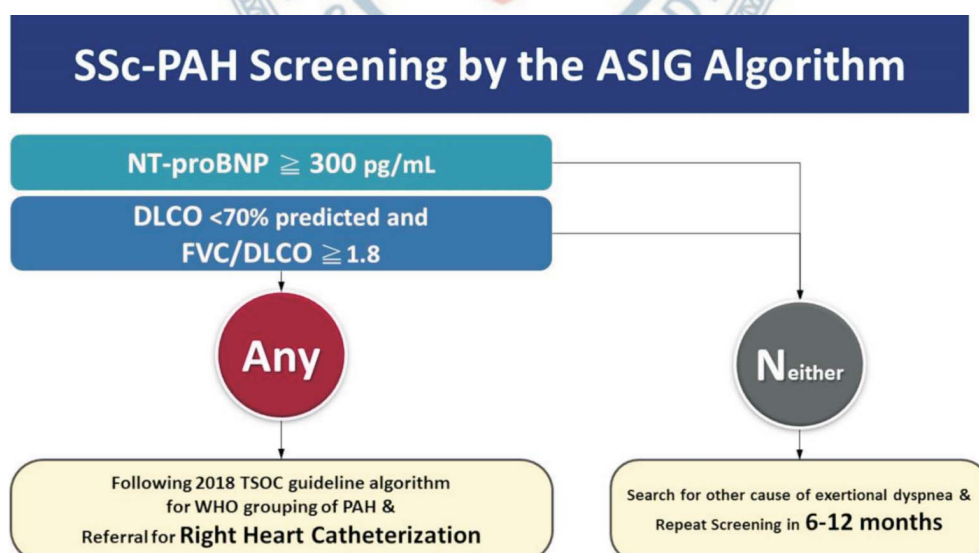 SSc-PAH Screening by the ASIG Algorithm
NT-proBNP ≧ 300 pg/mL
DLCO <70% predicted and
FVC/DLCO ≧ 1.8
Any
Neither
Following 2018 TSOC guideline algorithm
for WHO grouping of PAH &
Referral for Right Heart Catheterization
Search for other cause of exertional dyspnea &
Repeat Screening in 6-12 months